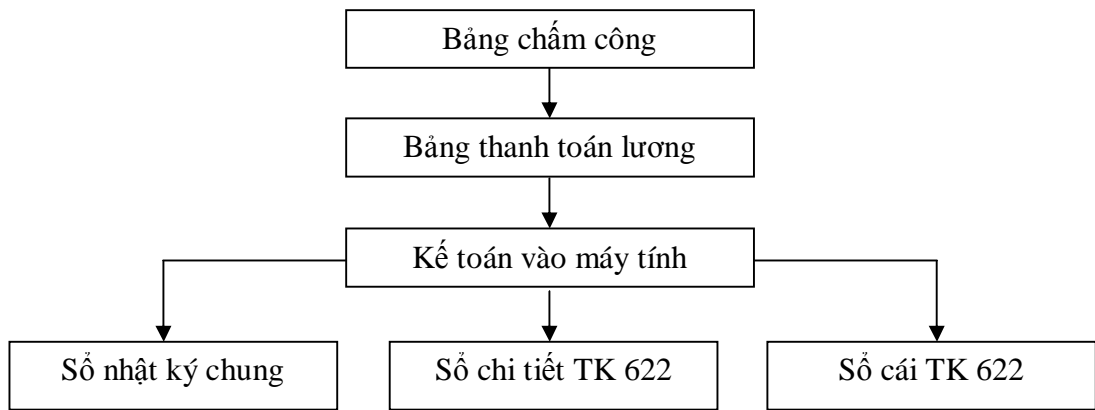 Bảng chấm công
Bảng thanh toán lương
Kế toán vào máy tính
Sổ nhật ký chung
Sổ chi tiết TK 622
Sổ cái TK 622